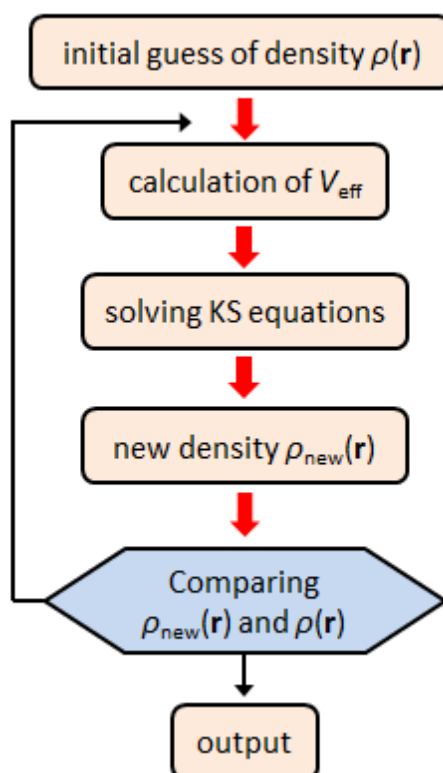 initial guess of density ρ(r)
calculation of Veff
solving KS equations
new density ρnew(r)
Comparing
ρnew(r) and ρ(r)
output